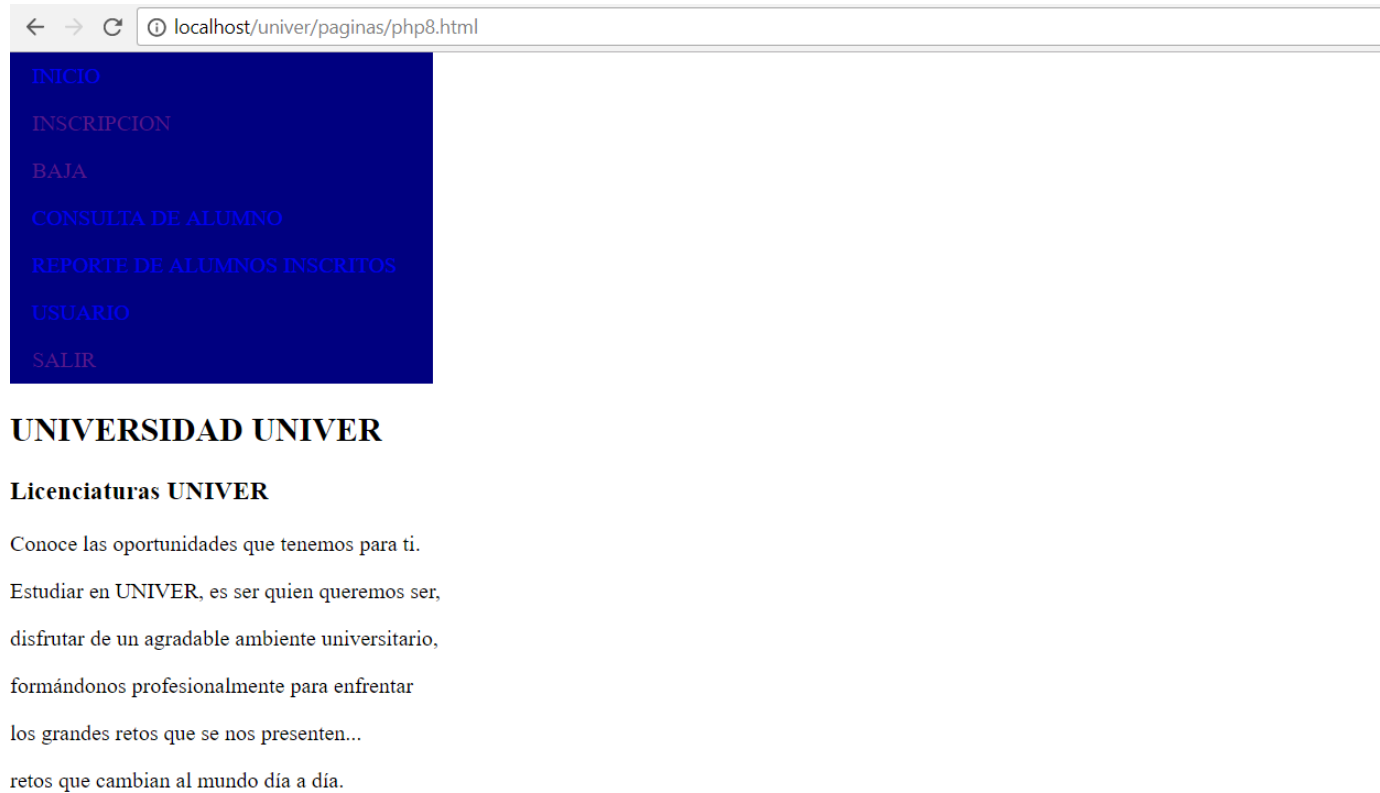 localhost/univer/paginas/php8.html
INICIO
INSCRIPCION
BAJA
CONSULTA DE ALUMNO
REPORTE DE ALUMNOS INSCRITOS
USUARIO
SALIR
UNIVERSIDAD UNIVER
Licenciaturas UNIVER
Conoce las oportunidades que tenemos para ti.
Estudiar en UNIVER, es ser quien queremos ser,
disfrutar de un agradable ambiente universitario,
formándonos profesionalmente para enfrentar
los grandes retos que se nos presenten...
retos que cambian al mundo día a día.